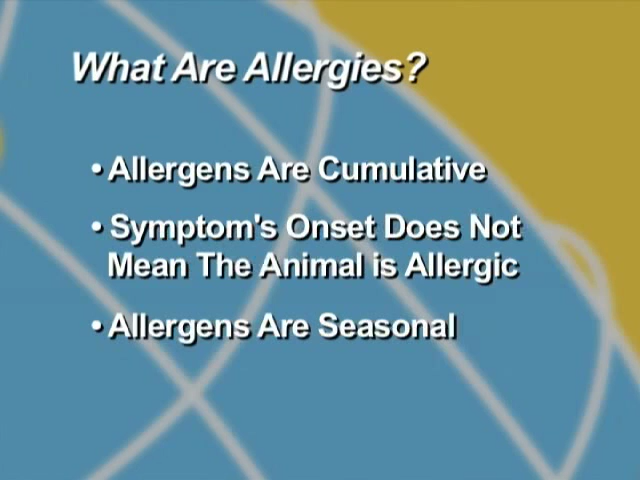 What Are Allergies?
• Allergens Are Cumulative
• Symptom's Onset Does Not
Mean The Animal is Allergic
• Allergens Are Seasonal